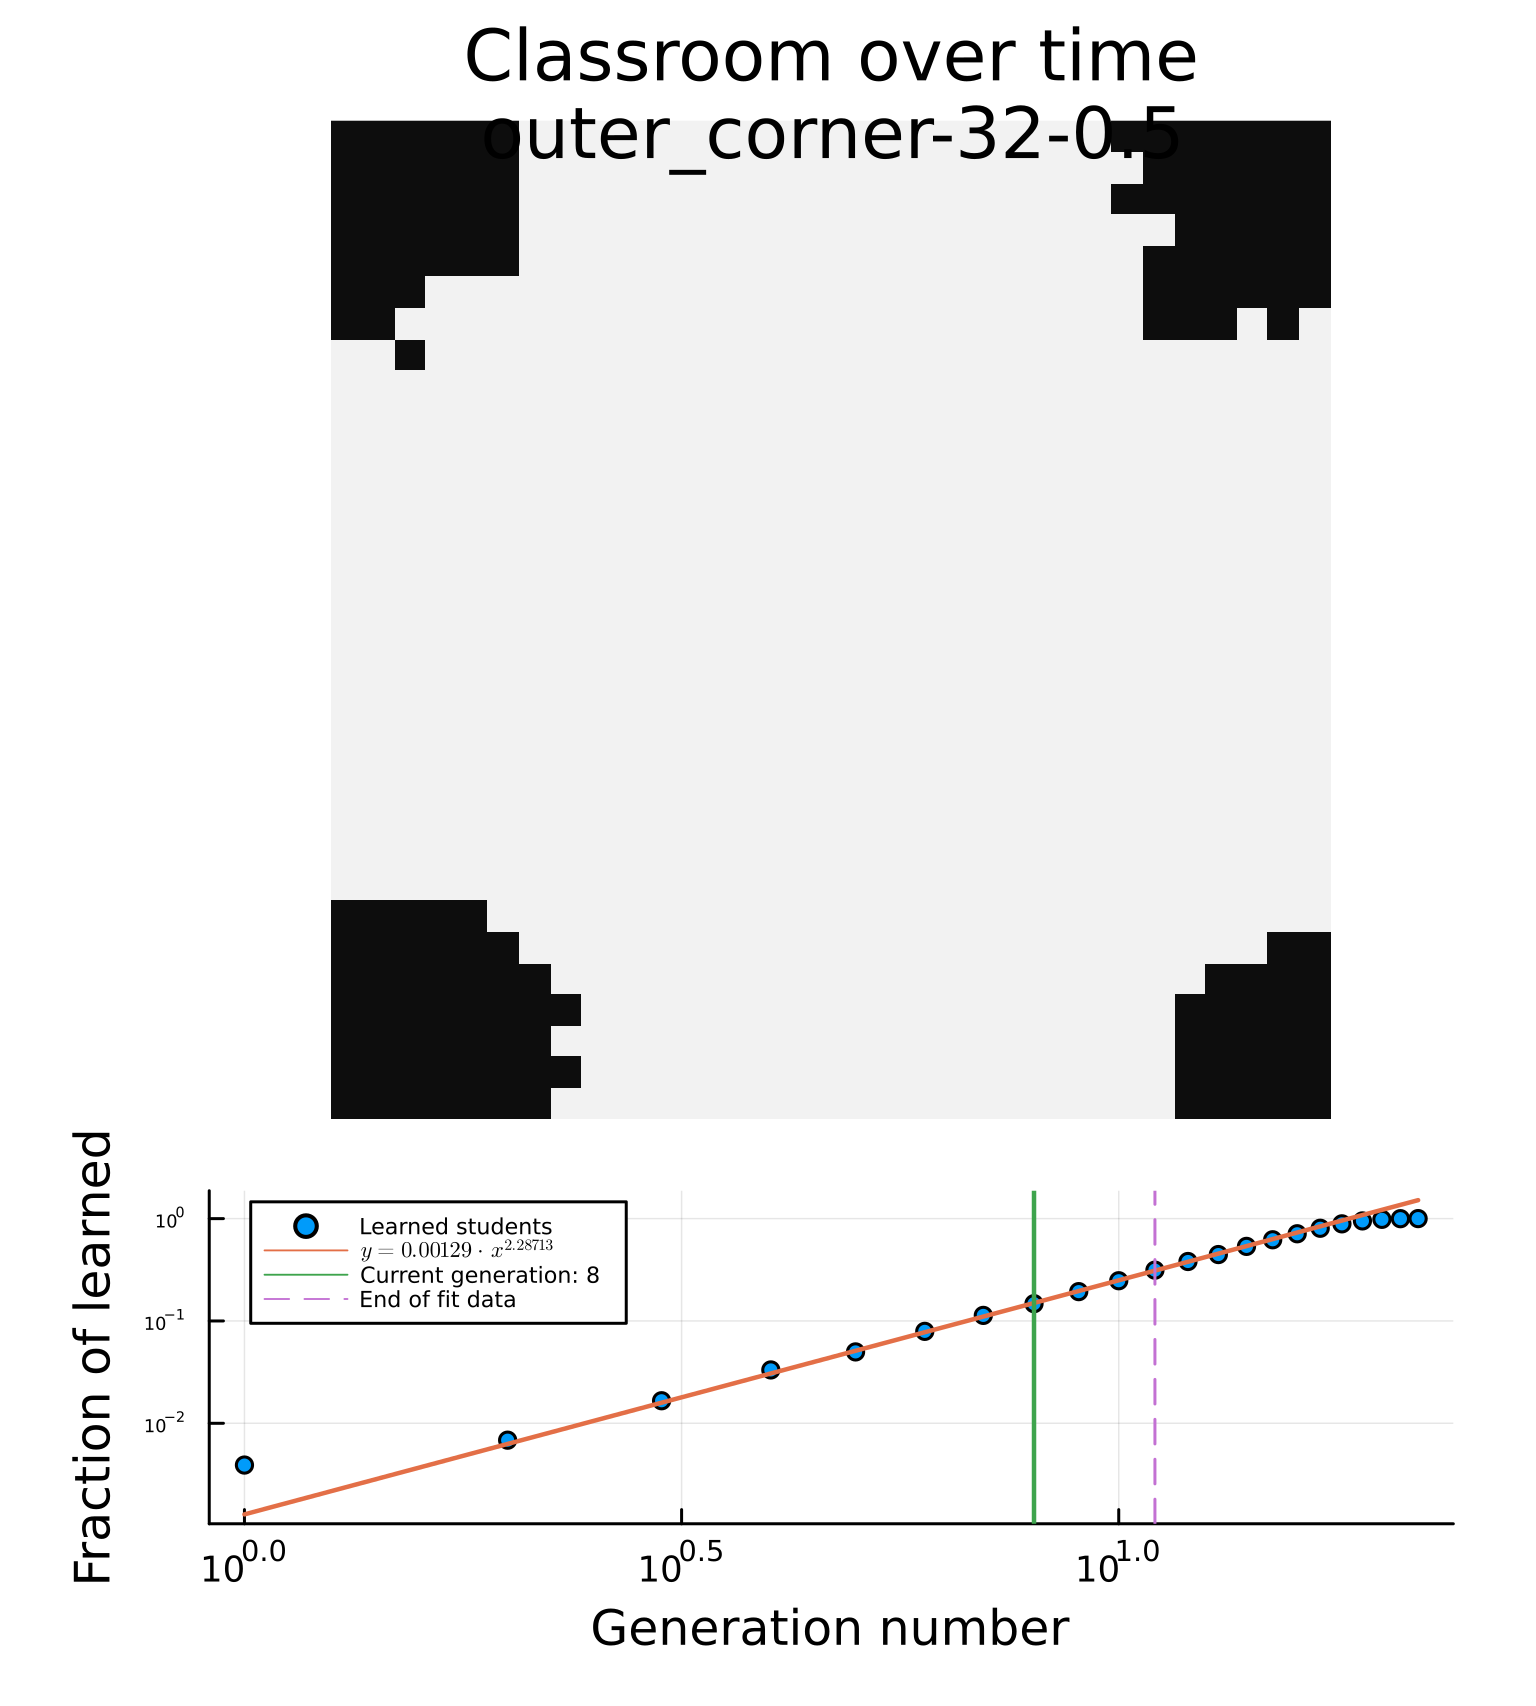 Classroom over time
outer_corner-32-0.5
Fraction of learned
10^0
10^-1
10^-2
Learned students
y = 0.00129 · x^2.28713
Current generation: 8
End of fit data
10^0.0
10^0.5
10^1.0
Generation number